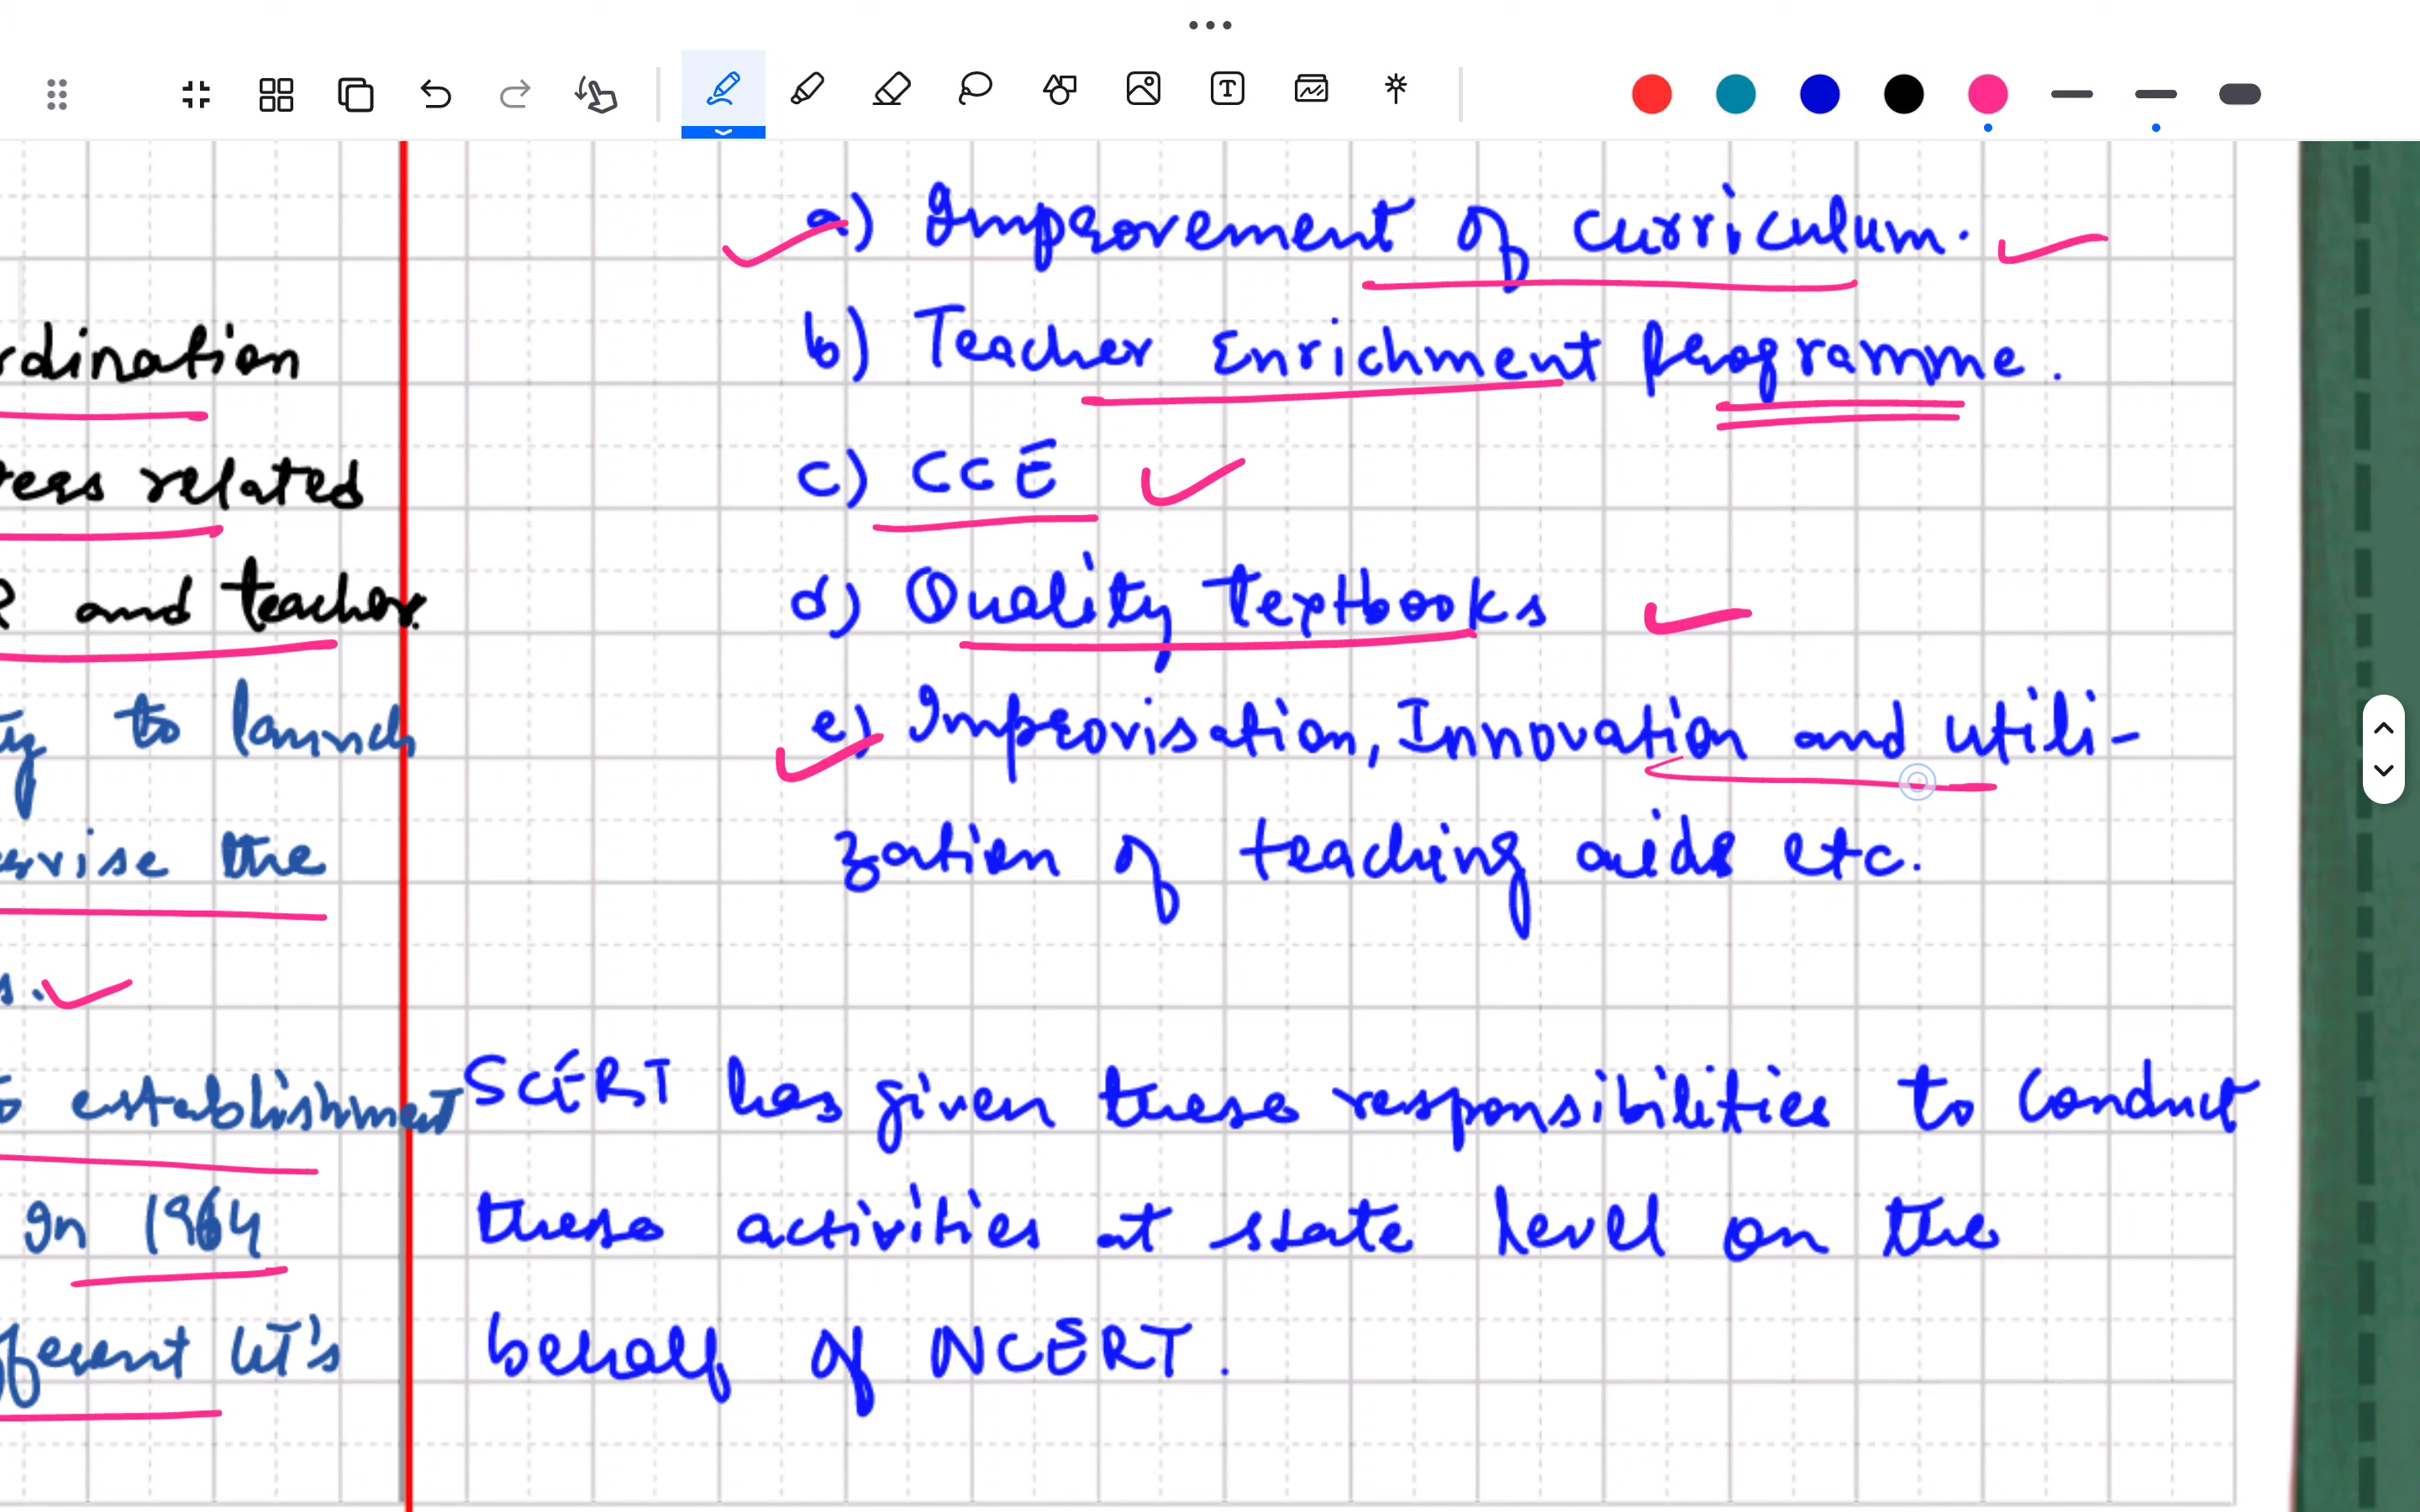 rdination
related
and teacher.
to launch
the
s.
establishment
In 1964
UT's
a) Improvement of curriculum.
b) Teacher Enrichment Programme.
c) CCE
d) Quality Textbooks
e) Improvisation, Innovation and utili-
zation of teaching aids etc.
SCERT has given these responsibilities to conduct
these activities at state level on the
behalf of NCERT.